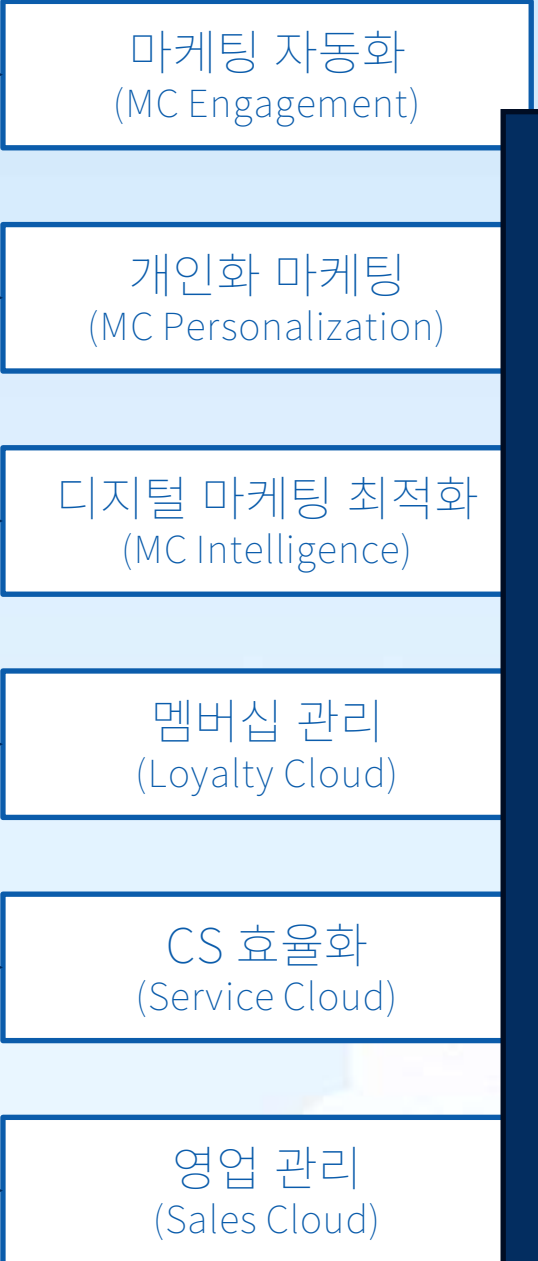 마케팅 자동화
(MC Engagement)
개인화 마케팅
(MC Personalization)
디지털 마케팅 최적화
(MC Intelligence)
멤버십 관리
(Loyalty Cloud)
CS 효율화
(Service Cloud)
영업 관리
(Sales Cloud)